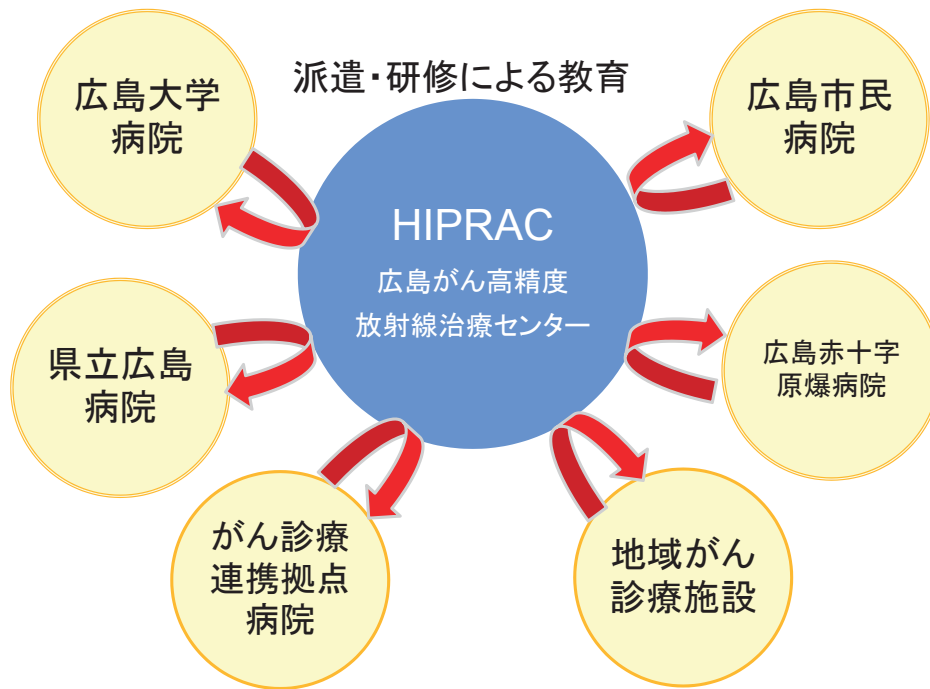 派遣・研修による教育
広島大学
病院
広島市民
病院
HIPRAC
広島がん高精度
放射線治療センター
県立広島
病院
広島赤十字
原爆病院
がん診療
連携拠点
病院
地域がん
診療施設